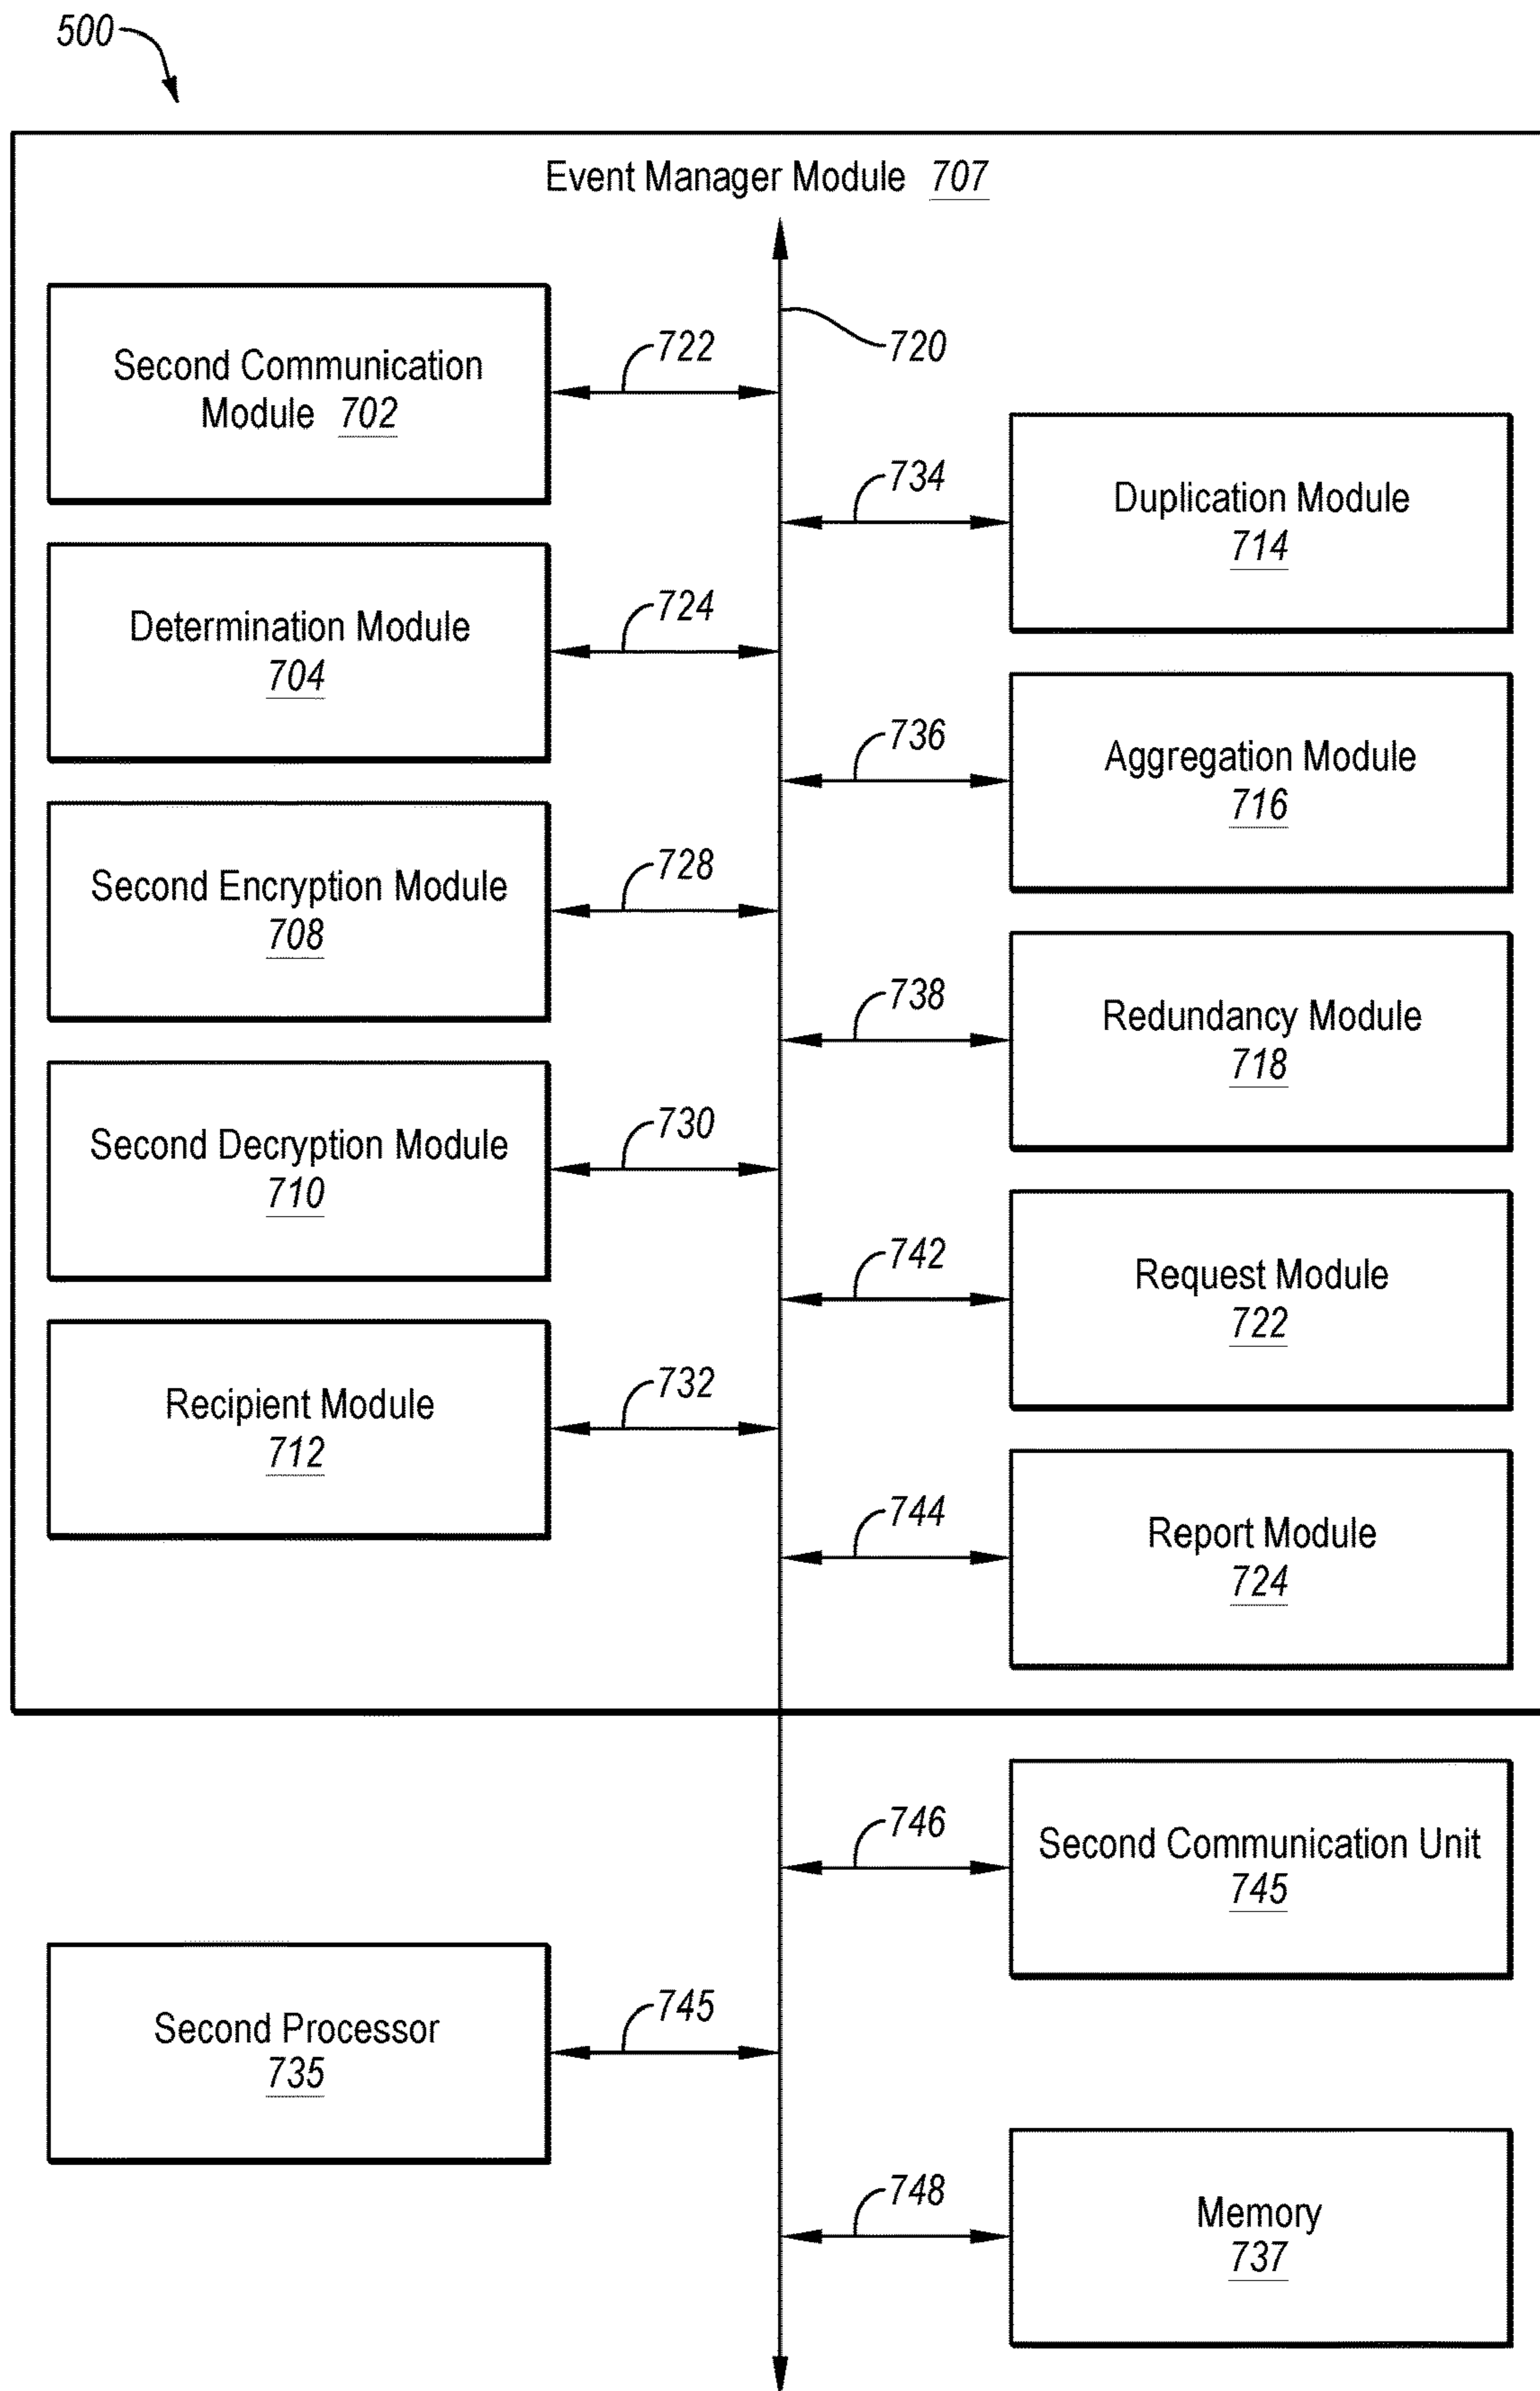 500
Event Manager Module 707
720
Second Communication
Module 702
722
734
Duplication Module
714
Determination Module
704
724
736
Aggregation Module
716
Second Encryption Module
708
728
738
Redundancy Module
718
Second Decryption Module
710
730
742
Request Module
722
Recipient Module
712
732
744
Report Module
724
746
Second Communication Unit
745
Second Processor
735
745
748
Memory
737